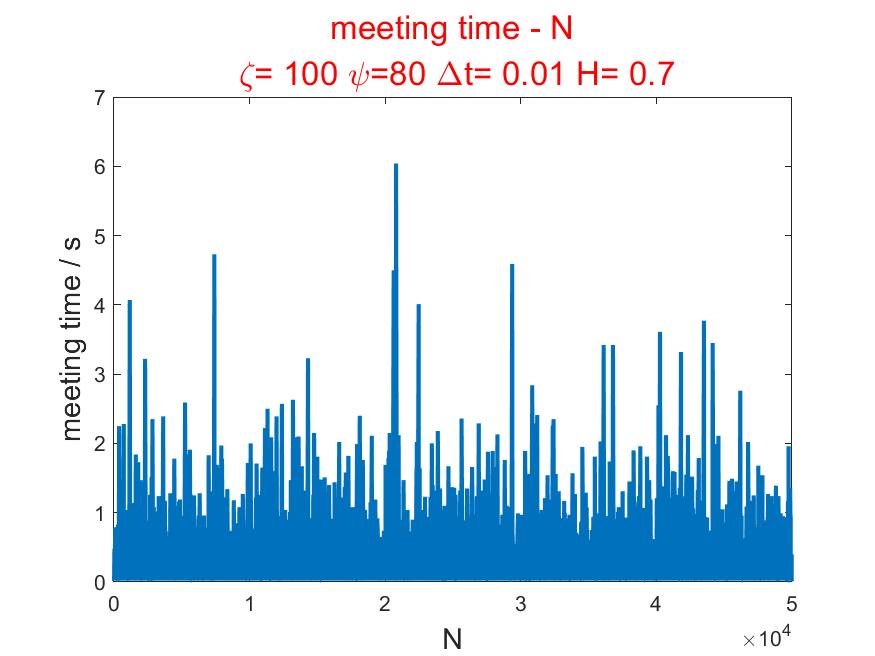 meeting time - N
ζ= 100 ψ=80 Δt= 0.01 H= 0.7
7
6
5
4
3
2
1
0
meeting time / s
0 1 2 3 4 5
N
×10⁴